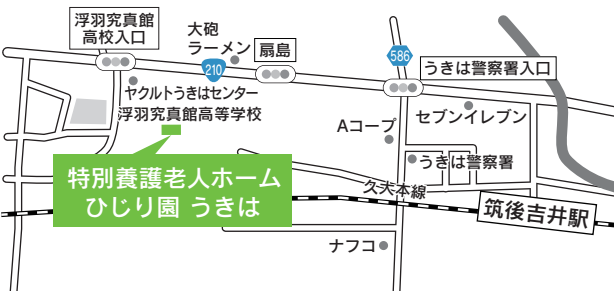 浮羽究真館
高校入口
大砲
ラーメン
扇島
210
586
うきは警察署入口
ヤクルトうきはセンター
浮羽究真館高等学校
Aコープ
セブンイレブン
うきは警察署
特別養護老人ホーム
ひじり園 うきは
久大本線
筑後吉井駅
ナフコ